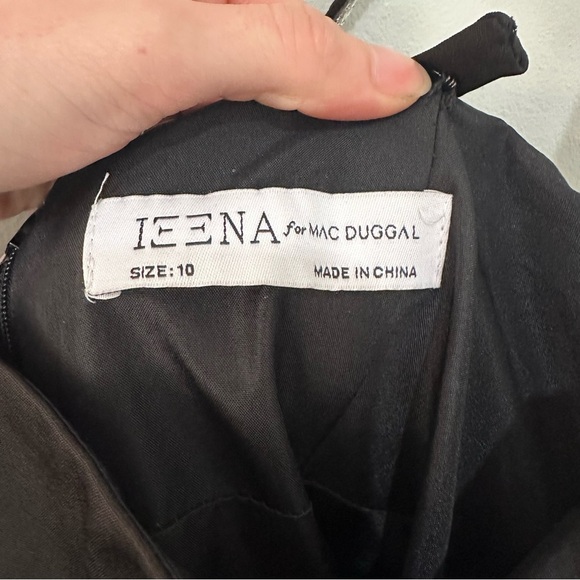 IEENA for MAC DUGGAL
SIZE: 10 MADE IN CHINA